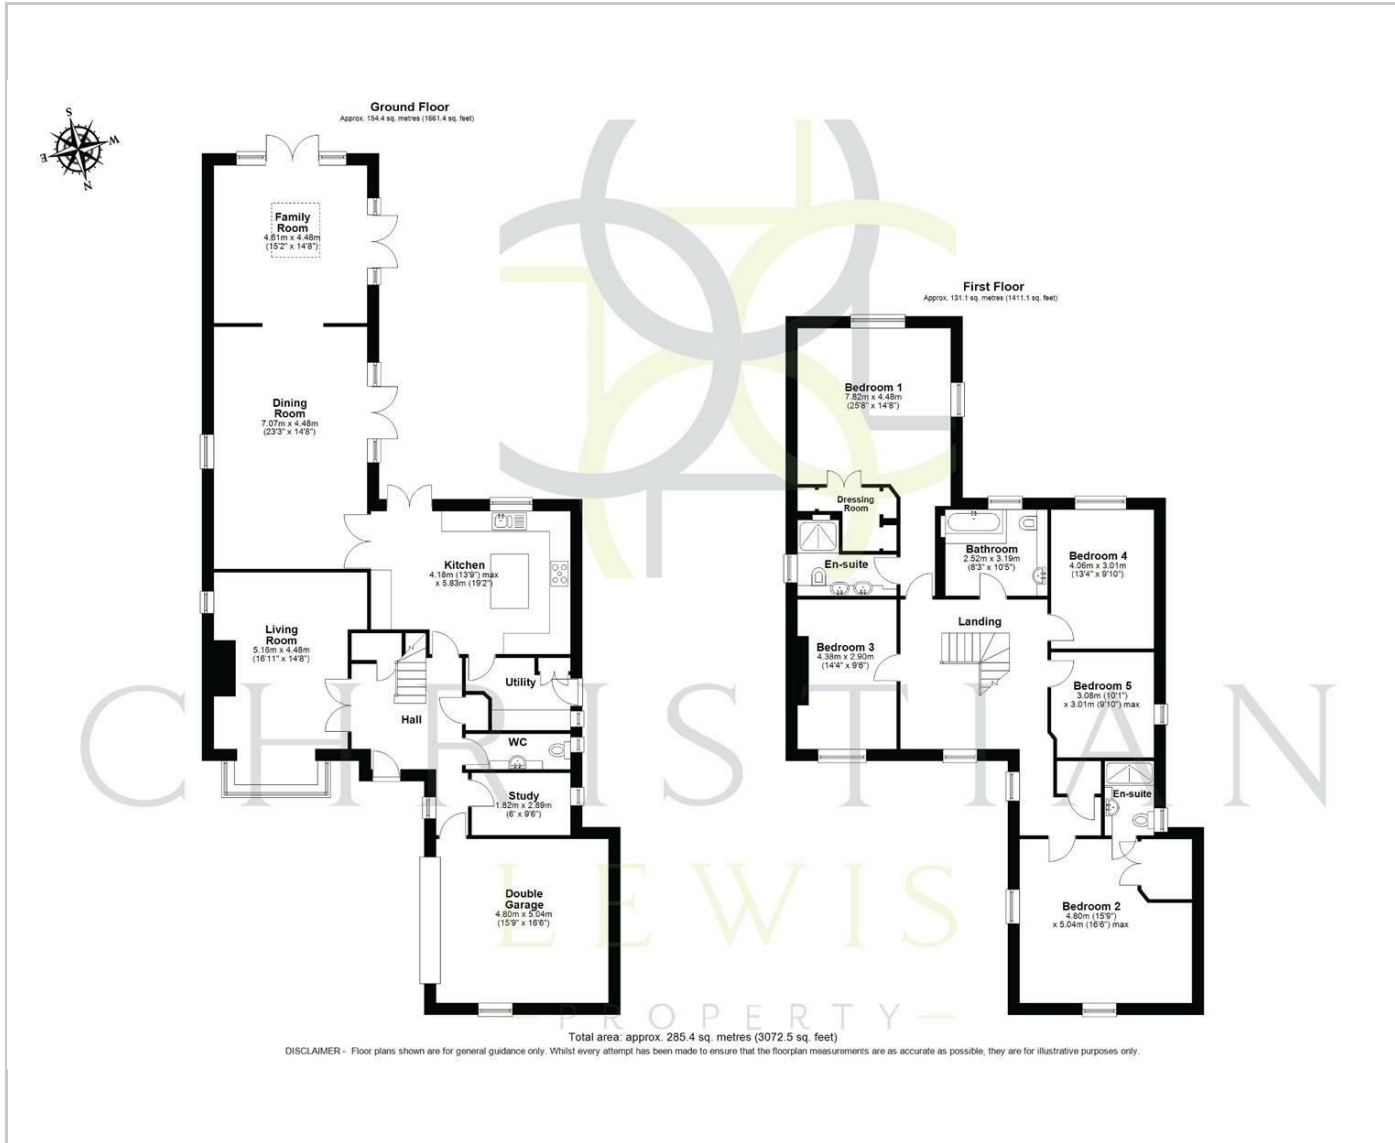 Ground Floor
Approx. 154.4 sq. metres (1661.4 sq. feet)
S
W
E
N
Family
Room
4.61m x 4.48m
(15'2" x 14'8")
Dining
Room
7.07m x 4.48m
(23'3" x 14'8")
Kitchen
4.18m (13'9") max
x 5.83m (19'2")
Living
Room
5.16m x 4.48m
(16'11" x 14'8")
Utility
Hall
WC
Study
1.82m x 2.89m
(6' x 9'6")
Double
Garage
4.80m x 5.04m
(15'9" x 16'6")
First Floor
Approx. 131.1 sq. metres (1411.1 sq. feet)
Bedroom 1
7.82m x 4.48m
(25'8" x 14'8")
Dressing
Room
En-suite
Bathroom
2.52m x 3.19m
(8'3" x 10'5")
Bedroom 4
4.06m x 3.01m
(13'4" x 9'10")
Landing
Bedroom 3
4.38m x 2.90m
(14'4" x 9'6")
Bedroom 5
3.08m (10'1")
x 3.01m (9'10") max
En-suite
Bedroom 2
4.80m (15'9")
x 5.04m (16'6") max
CHRISTIAN
LEWIS
PROPERTY
Total area: approx. 285.4 sq. metres (3072.5 sq. feet)
DISCLAIMER - Floor plans shown are for general guidance only. Whilst every attempt has been made to ensure that the floorplan measurements are as accurate as possible, they are for illustrative purposes only.